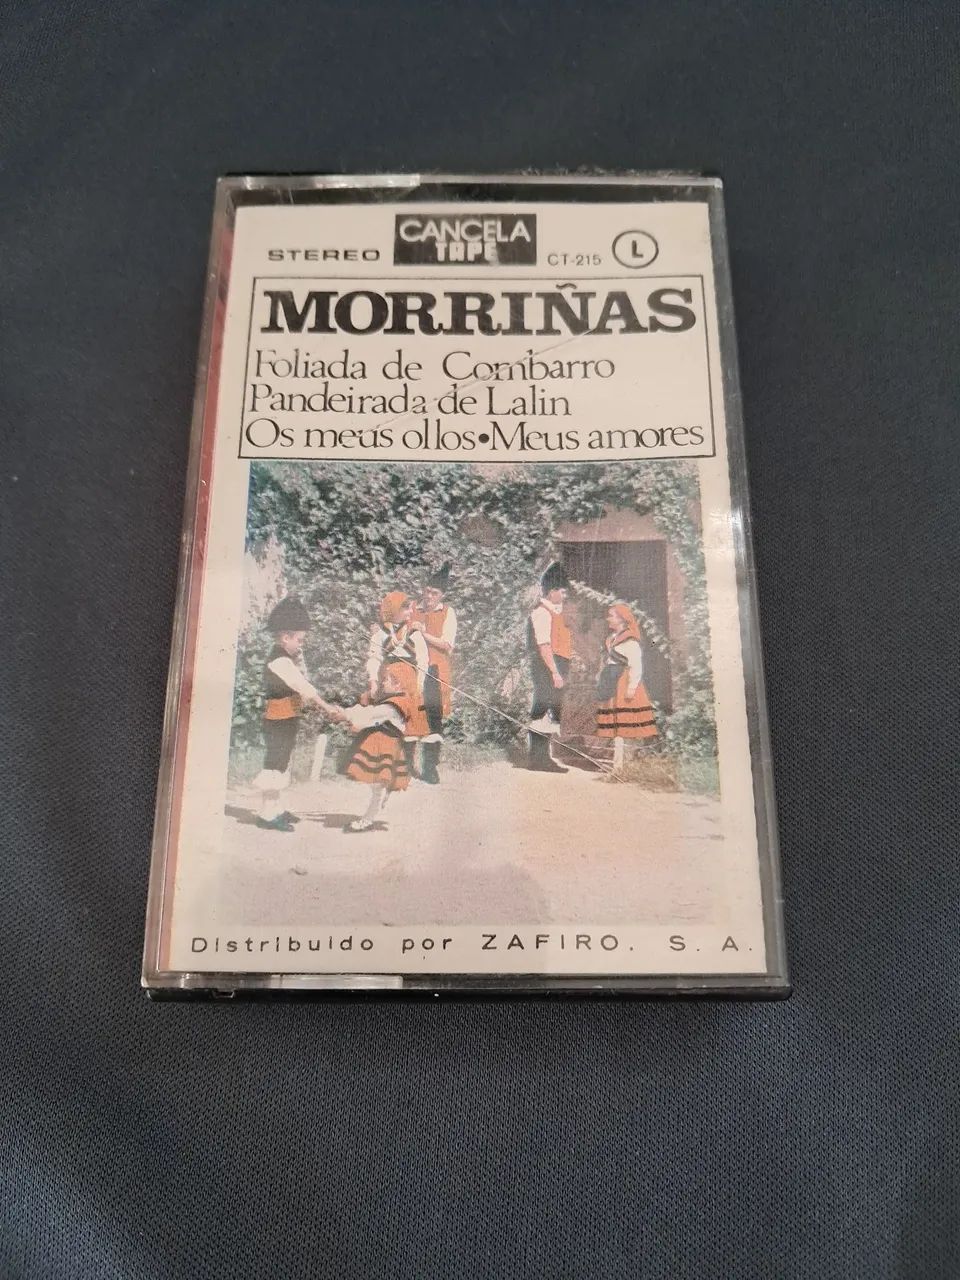 STEREO
CANCELA
TAPE
CT-215
L
MORRIÑAS
Foliada de Combarro
Pandeirada de Lalin
Os meus ollos•Meus amores
Distribuido por ZAFIRO. S. A.